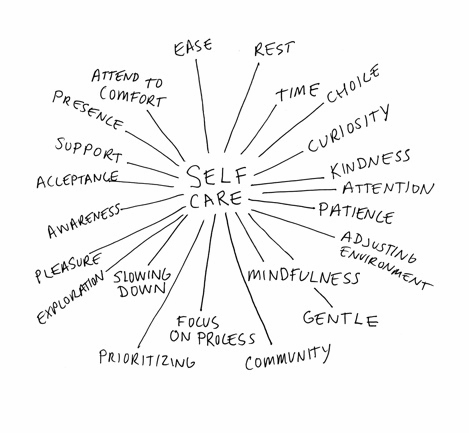 EASE
REST
ATTEND TO
COMFORT
TIME
CHOICE
PRESENCE
CURIOSITY
SUPPORT
KINDNESS
ACCEPTANCE
SELF
CARE
ATTENTION
PATIENCE
AWARENESS
ADJUSTING
ENVIRONMENT
PLEASURE
EXPLORATION
SLOWING
DOWN
MINDFULNESS
GENTLE
FOCUS
ON PROCESS
PRIORITIZING
COMMUNITY